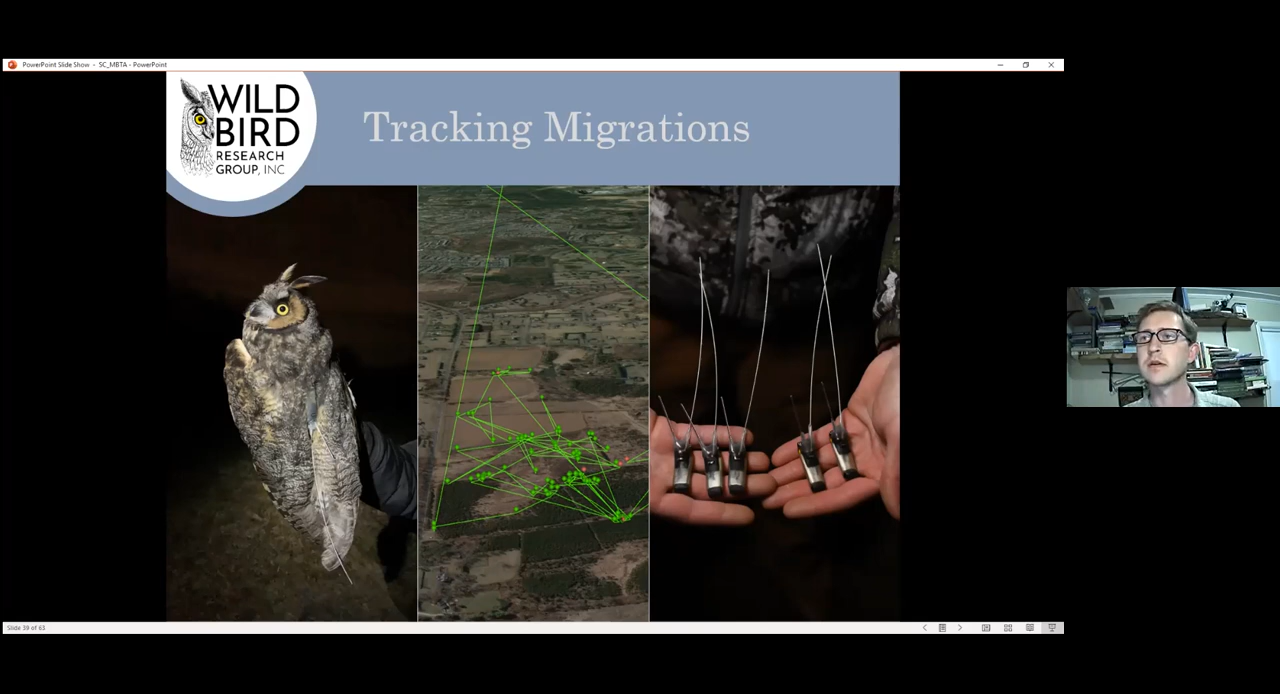 PowerPoint Slide Show - SC_MBTA - PowerPoint
WILD
BIRD
RESEARCH
GROUP, INC
Tracking Migrations
Slide 39 of 63